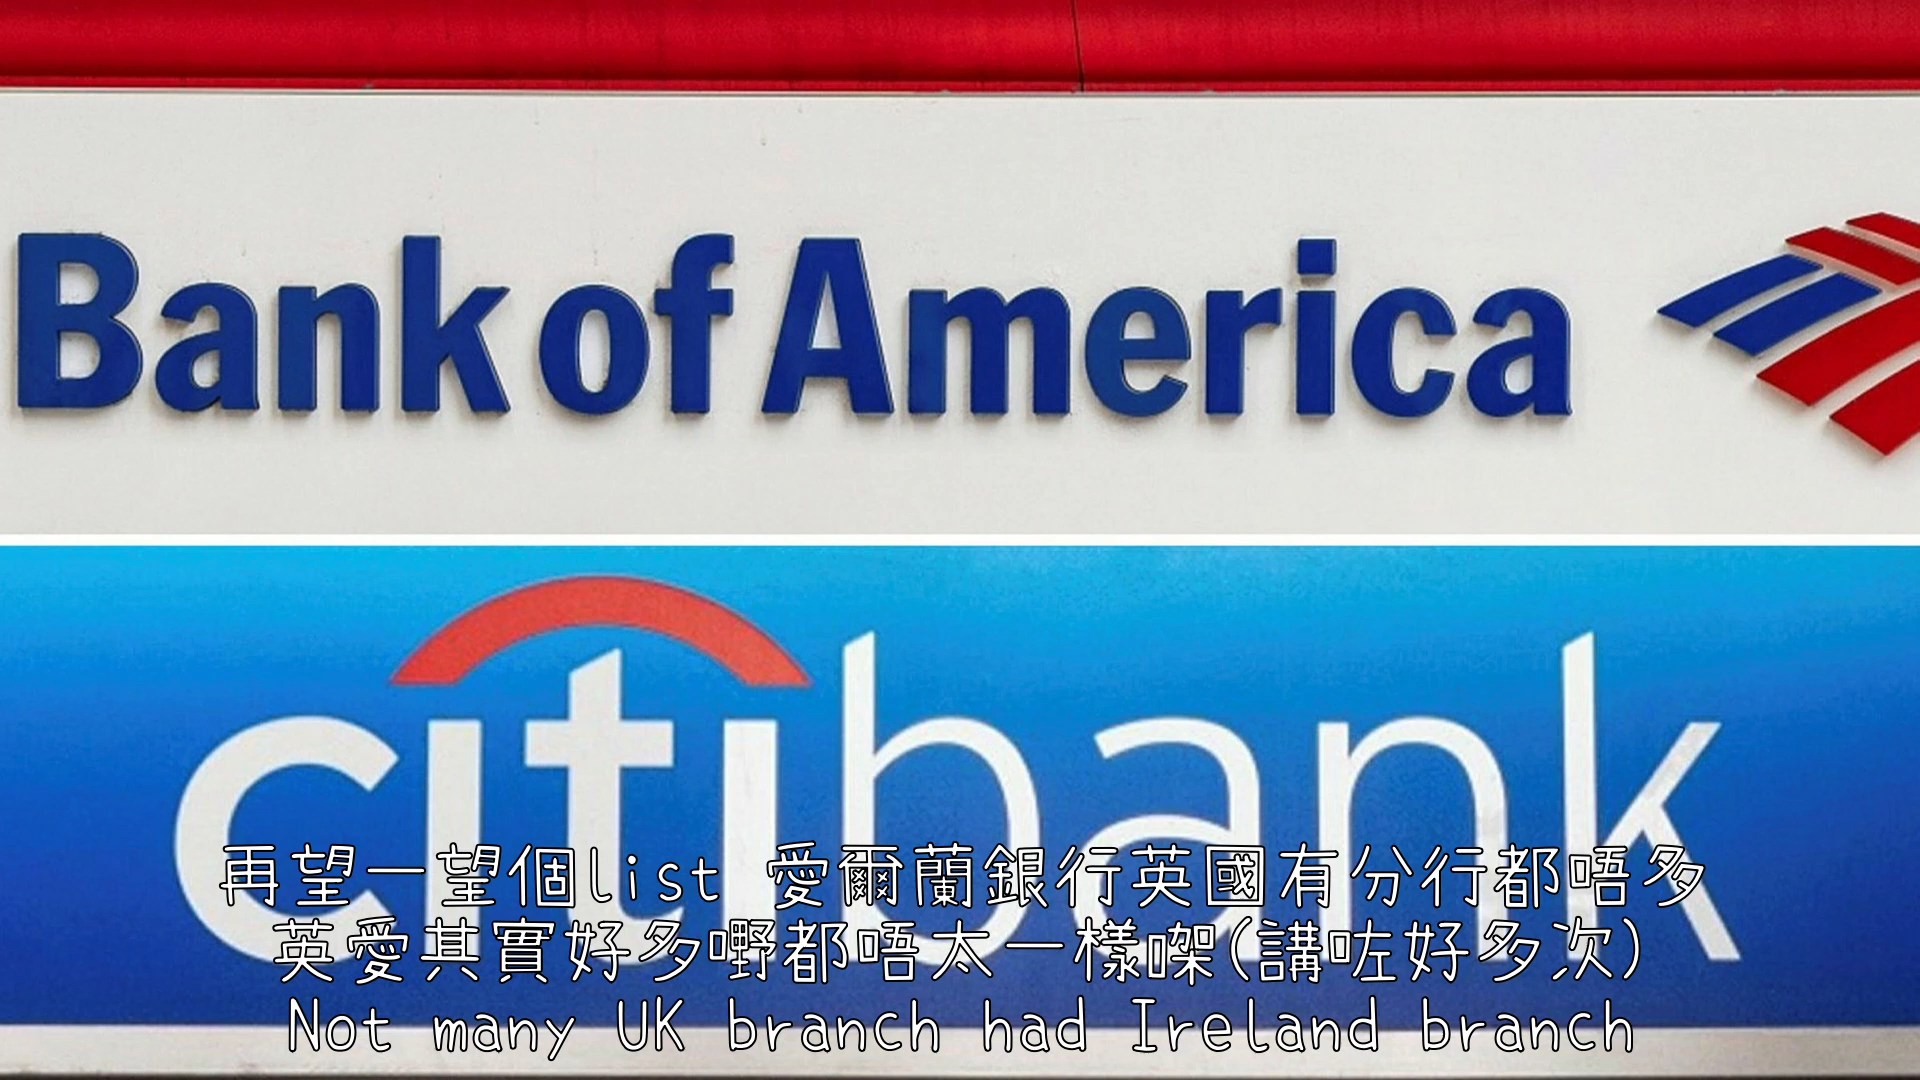 Bank of America
citibank
再望一望個list 愛爾蘭銀行英國有分行都唔多
英愛其實好多嘢都唔太一樣㗎(講咗好多次)
Not many UK branch had Ireland branch